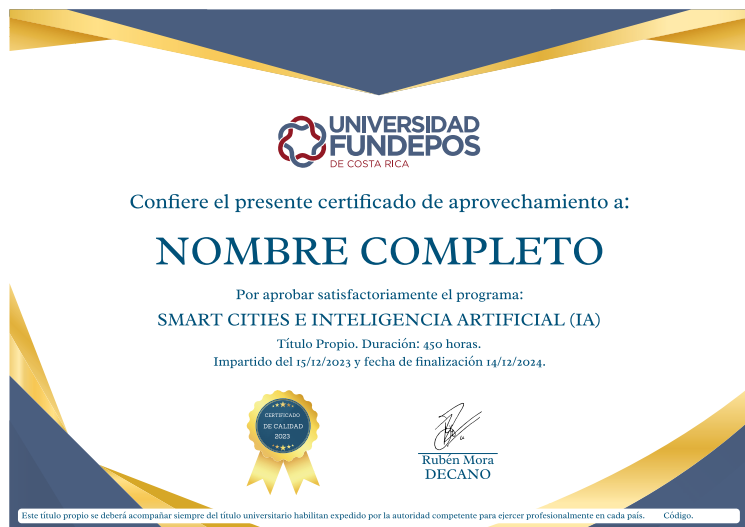 UNIVERSIDAD
FUNDEPOS
DE COSTA RICA
Confiere el presente certificado de aprovechamiento a:
NOMBRE COMPLETO
Por aprobar satisfactoriamente el programa:
SMART CITIES E INTELIGENCIA ARTIFICIAL (IA)
Título Propio. Duración: 450 horas.
Impartido del 15/12/2023 y fecha de finalización 14/12/2024.
CERTIFICADO
DE CALIDAD
2023
Rubén Mora
DECANO
Este título propio se deberá acompañar siempre del título universitario habilitan expedido por la autoridad competente para ejercer profesionalmente en cada país. Código.